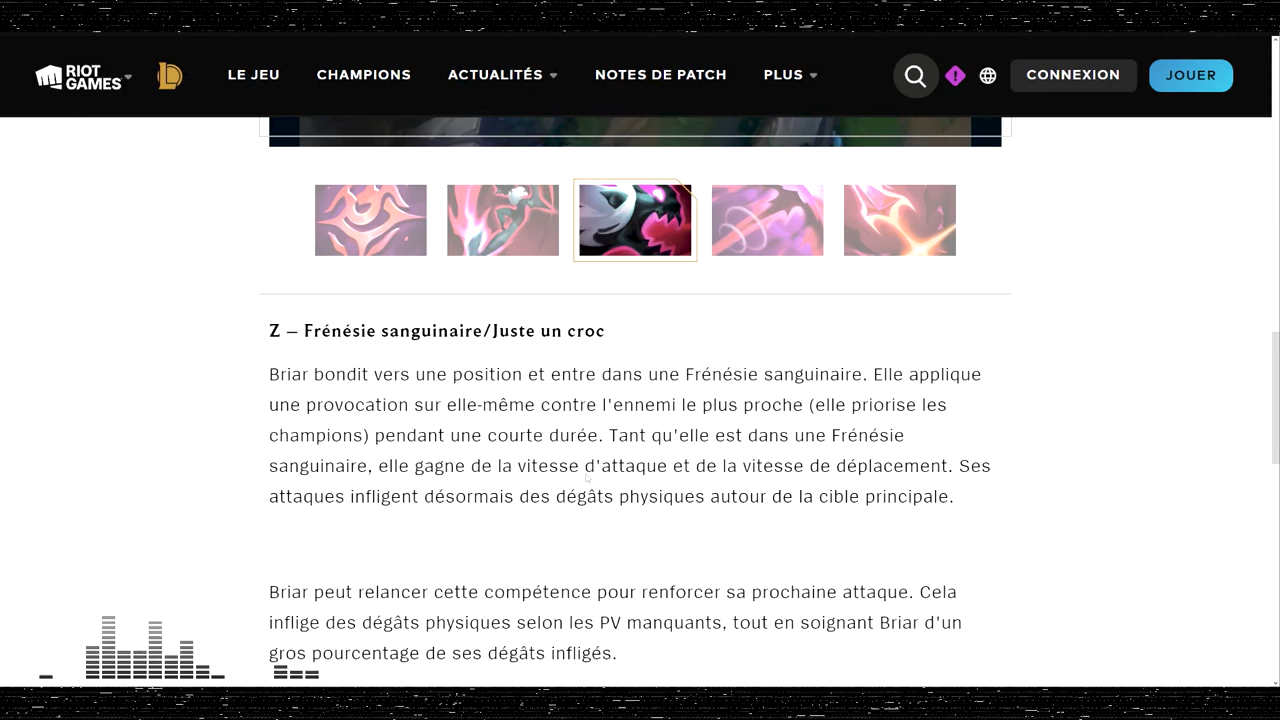 RIOT
GAMES
LE JEU
CHAMPIONS
ACTUALITÉS
NOTES DE PATCH
PLUS
CONNEXION
JOUER
Z – Frénésie sanguinaire/Juste un croc
Briar bondit vers une position et entre dans une Frénésie sanguinaire. Elle applique
une provocation sur elle-même contre l'ennemi le plus proche (elle priorise les
champions) pendant une courte durée. Tant qu'elle est dans une Frénésie
sanguinaire, elle gagne de la vitesse d'attaque et de la vitesse de déplacement. Ses
attaques infligent désormais des dégâts physiques autour de la cible principale.
Briar peut relancer cette compétence pour renforcer sa prochaine attaque. Cela
inflige des dégâts physiques selon les PV manquants, tout en soignant Briar d'un
gros pourcentage de ses dégâts infligés.